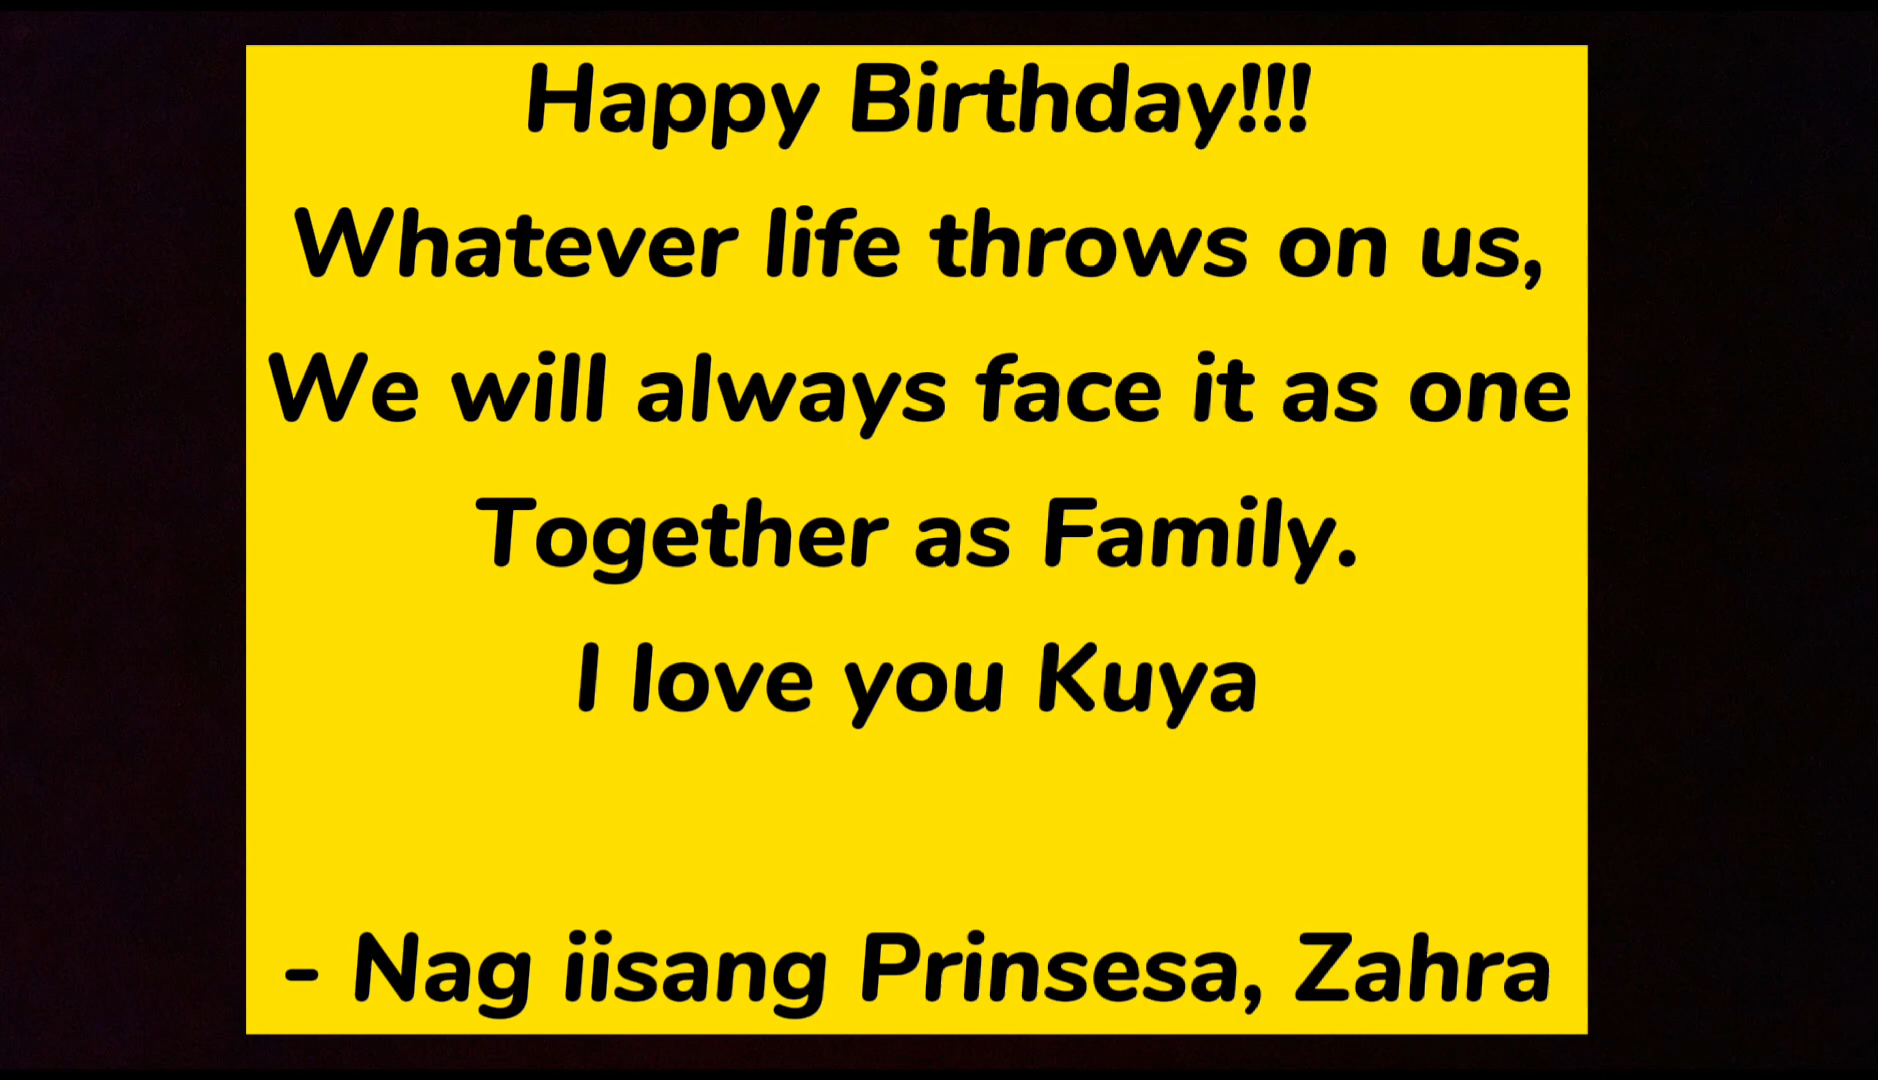 Happy Birthday!!!
Whatever life throws on us,
We will always face it as one
Together as Family.
I love you Kuya
- Nag iisang Prinsesa, Zahra